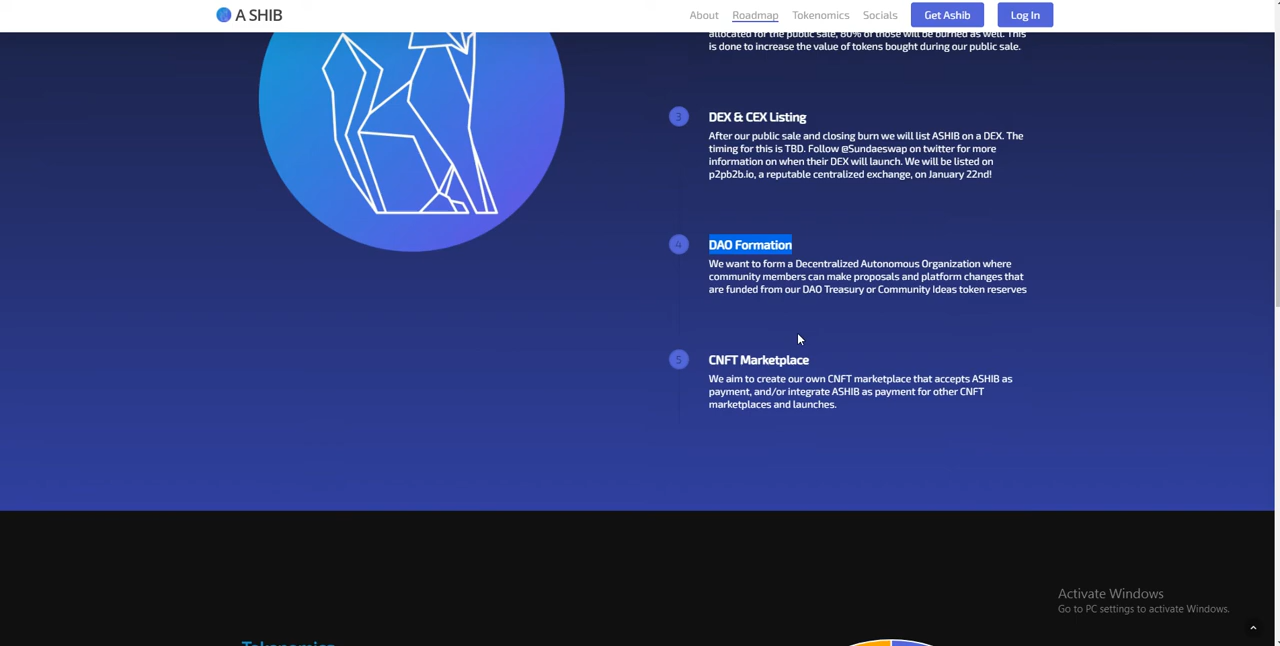 A SHIB
About Roadmap Tokenomics Socials Get Ashib Log In
allocated for the public sale, 80% of those will be burned as well. This
is done to increase the value of tokens bought during our public sale.
3 DEX & CEX Listing
After our public sale and closing burn we will list ASHIB on a DEX. The
timing for this is TBD. Follow @Sundaeswap on twitter for more
information on when their DEX will launch. We will be listed on
p2pb2b.io, a reputable centralized exchange, on January 22nd!
4 DAO Formation
We want to form a Decentralized Autonomous Organization where
community members can make proposals and platform changes that
are funded from our DAO Treasury or Community Ideas token reserves
5 CNFT Marketplace
We aim to create our own CNFT marketplace that accepts ASHIB as
payment, and/or integrate ASHIB as payment for other CNFT
marketplaces and launches.
Activate Windows
Go to PC settings to activate Windows.
Tokenomics